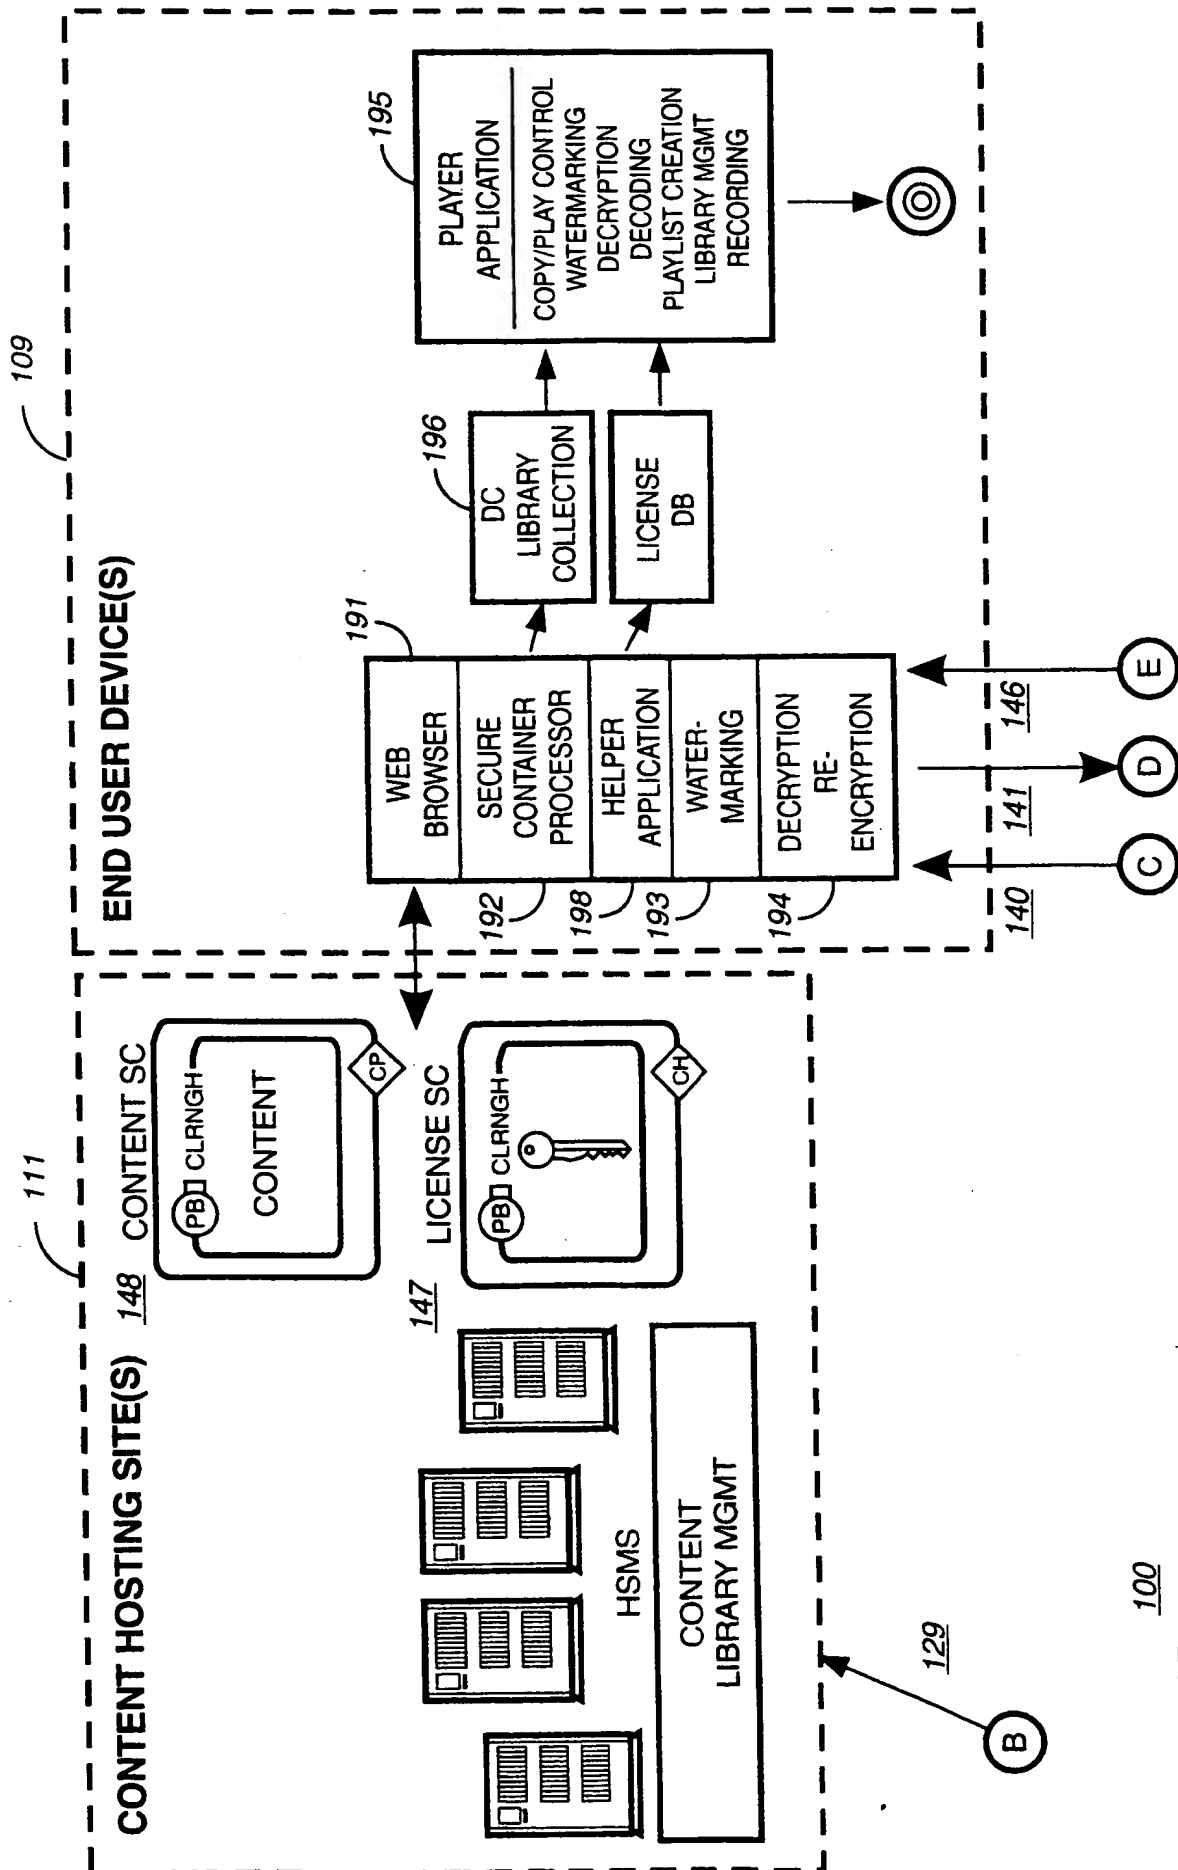 111
CONTENT HOSTING SITE(S)
148
CONTENT SC
PB
CLRNGH
CONTENT
CP
147
LICENSE SC
PB
CLRNGH
CH
HSMS
CONTENT
LIBRARY MGMT
129
B
100
109
END USER DEVICE(S)
191
WEB
BROWSER
SECURE
CONTAINER
PROCESSOR
192
HELPER
APPLICATION
198
WATER-
MARKING
193
DECRYPTION
RE-
ENCRYPTION
194
196
DC
LIBRARY
COLLECTION
LICENSE
DB
195
PLAYER
APPLICATION
COPY/PLAY CONTROL
WATERMARKING
DECRYPTION
DECODING
PLAYLIST CREATION
LIBRARY MGMT
RECORDING
140
141
146
C
D
E